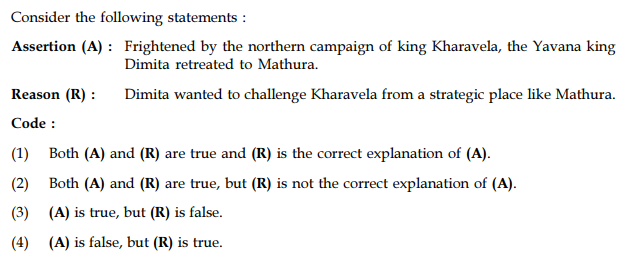 Consider the following statements :
Assertion (A) : Frightened by the northern campaign of king Kharavela, the Yavana king
Dimita retreated to Mathura.
Reason (R) : Dimita wanted to challenge Kharavela from a strategic place like Mathura.
Code :
(1) Both (A) and (R) are true and (R) is the correct explanation of (A).
(2) Both (A) and (R) are true, but (R) is not the correct explanation of (A).
(3) (A) is true, but (R) is false.
(4) (A) is false, but (R) is true.